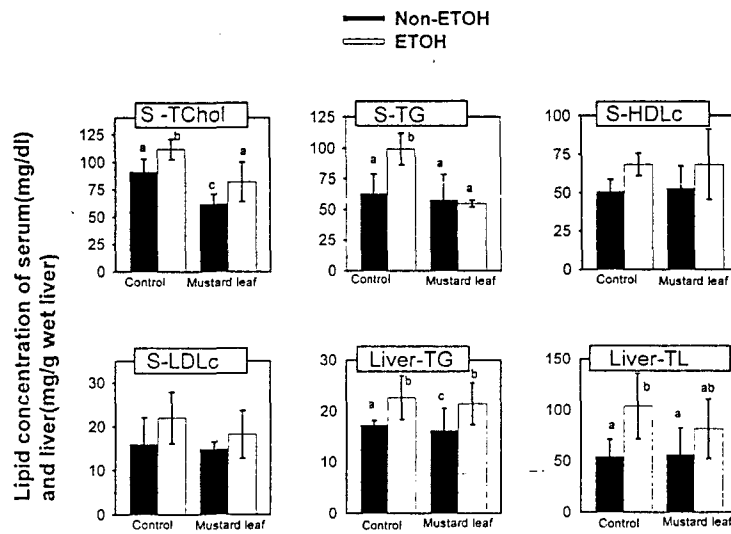 Non-ETOH
ETOH
Lipid concentration of serum(mg/dl)
and liver(mg/g wet liver)
S -TChol
125
100
75
50
25
0
a
b
c
a
Control
Mustard leaf
S-TG
125
100
75
50
25
0
a
b
a
a
Control
Mustard leaf
S-HDLc
100
75
50
25
0
Control
Mustard leaf
S-LDLc
30
20
10
0
Control
Mustard leaf
Liver-TG
30
20
10
0
a
b
c
b
Control
Mustard leaf
Liver-TL
150
100
50
0
a
b
a
ab
Control
Mustard leaf